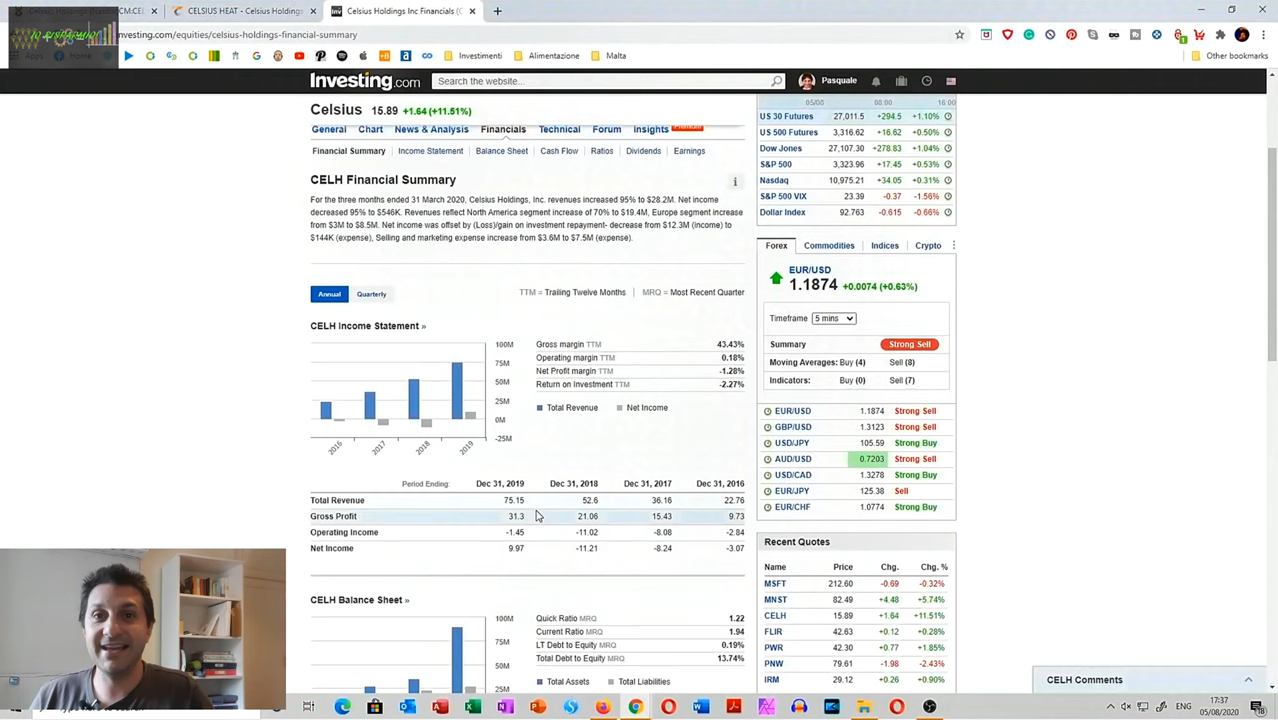 Celsius Holdings (Nasdaq CM:CEL
CELSIUS HEAT - Celsius Holdings
Celsius Holdings Inc Financials (C
IO RISPARMIO
investing.com/equities/celsius-holdings-financial-summary
Apps
Home
Investimenti
Alimentazione
Malta
Other bookmarks
Investing.com
Search the website...
Pasquale
Celsius 15.89 +1.64 (+11.51%)
General Chart News & Analysis Financials Technical Forum Insights Premium
Financial Summary Income Statement Balance Sheet Cash Flow Ratios Dividends Earnings
CELH Financial Summary
For the three months ended 31 March 2020, Celsius Holdings, Inc. revenues increased 95% to $28.2M. Net income
decreased 95% to $546K. Revenues reflect North America segment increase of 70% to $19.4M, Europe segment increase
from $3M to $8.5M. Net income was offset by (Loss)/gain on investment repayment- decrease from $12.3M (income) to
$144K (expense), Selling and marketing expense increase from $3.6M to $7.5M (expense).
Annual Quarterly
TTM = Trailing Twelve Months | MRQ = Most Recent Quarter
CELH Income Statement »
100M
75M
50M
25M
0M
-25M
2016 2017 2018 2019
Gross margin TTM 43.43%
Operating margin TTM 0.18%
Net Profit margin TTM -1.28%
Return on Investment TTM -2.27%
Total Revenue Net Income
Period Ending: Dec 31, 2019 Dec 31, 2018 Dec 31, 2017 Dec 31, 2016
Total Revenue 75.15 52.6 36.16 22.76
Gross Profit 31.3 21.06 15.43 9.73
Operating Income -1.45 -11.02 -8.08 -2.84
Net Income 9.97 -11.21 -8.24 -3.07
CELH Balance Sheet »
100M
75M
50M
Quick Ratio MRQ 1.22
Current Ratio MRQ 1.94
LT Debt to Equity MRQ 0.19%
Total Debt to Equity MRQ 13.74%
Total Assets Total Liabilities
05/08 08:00 16:00
US 30 Futures 27,011.5 +294.5 +1.10%
US 500 Futures 3,316.62 +16.62 +0.50%
Dow Jones 27,107.30 +278.83 +1.04%
S&P 500 3,323.96 +17.45 +0.53%
Nasdaq 10,975.21 +34.05 +0.31%
S&P 500 VIX 23.39 -0.37 -1.56%
Dollar Index 92.763 -0.615 -0.66%
Forex Commodities Indices Crypto
EUR/USD
1.1874 +0.0074 (+0.63%)
Timeframe 5 mins
Summary Strong Sell
Moving Averages: Buy (4) Sell (8)
Indicators: Buy (0) Sell (7)
EUR/USD 1.1874 Strong Sell
GBP/USD 1.3123 Strong Sell
USD/JPY 105.59 Strong Buy
AUD/USD 0.7203 Strong Sell
USD/CAD 1.3278 Strong Buy
EUR/JPY 125.38 Sell
EUR/CHF 1.0774 Strong Buy
Recent Quotes
Name Price Chg. Chg. %
MSFT 212.60 -0.69 -0.32%
MNST 82.49 +4.48 +5.74%
CELH 15.89 +1.64 +11.51%
FLIR 42.63 +0.12 +0.28%
PWR 42.30 +0.77 +1.85%
PNW 79.61 -1.98 -2.43%
IRM 29.12 +0.26 +0.90%
CELH Comments
ENG
17:37
05/08/2020
18